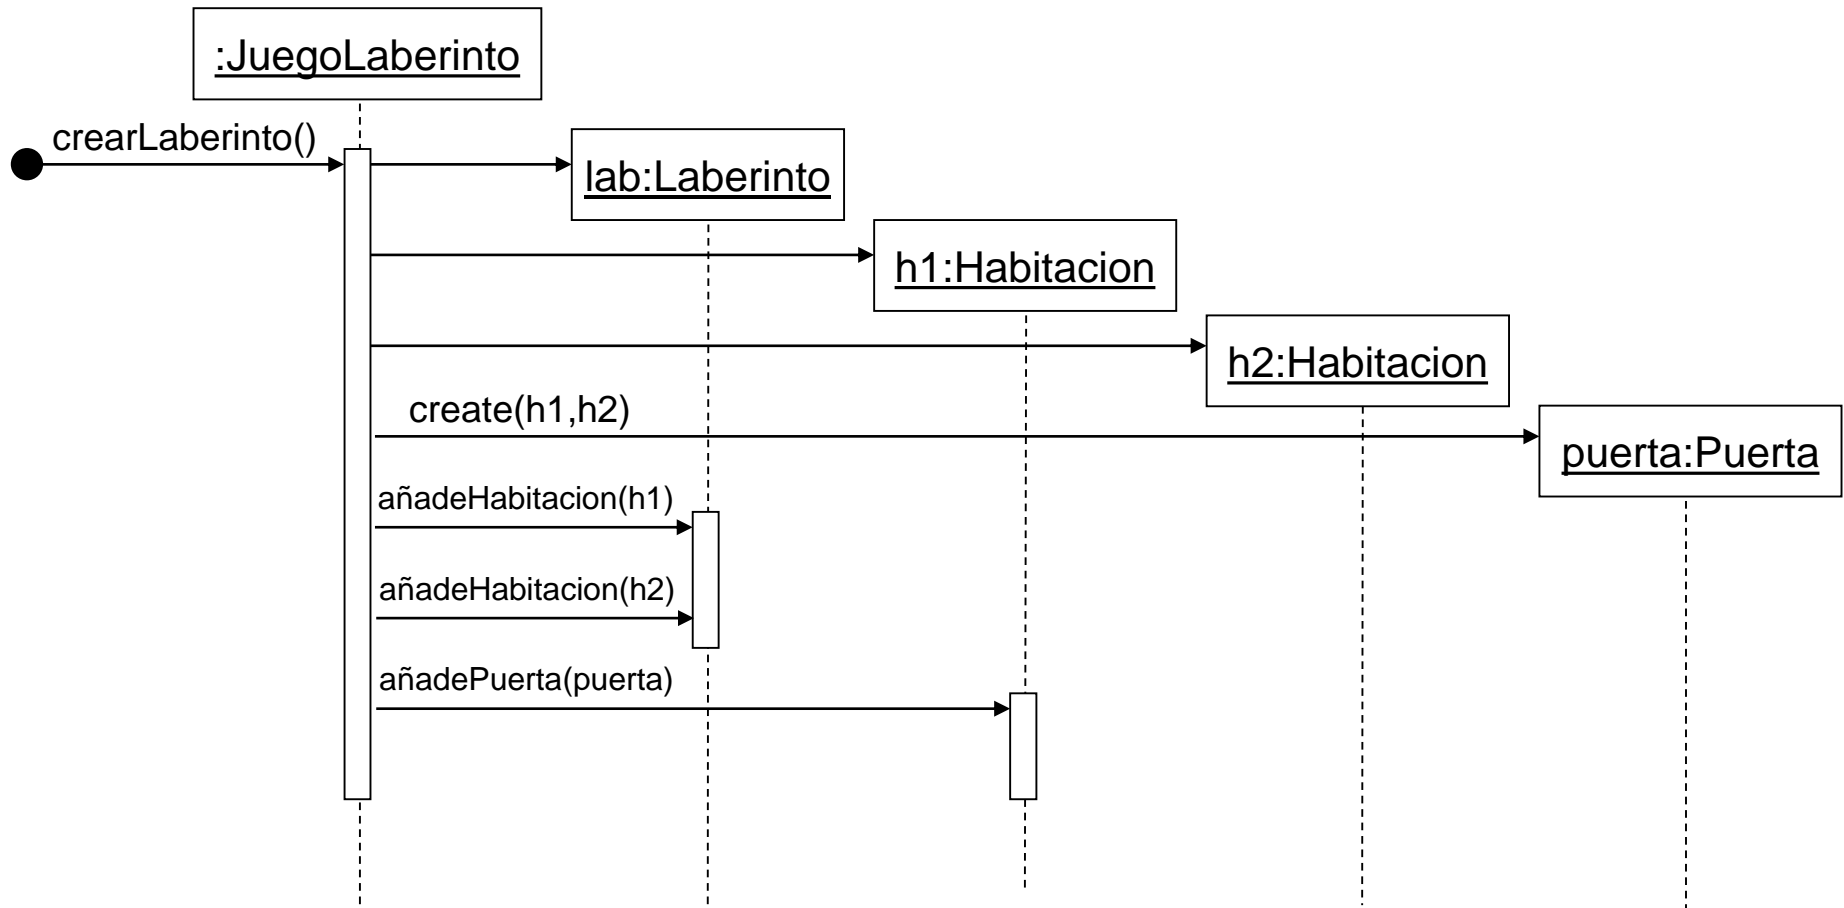 :JuegoLaberinto
crearLaberinto()
lab:Laberinto
h1:Habitacion
h2:Habitacion
create(h1,h2)
puerta:Puerta
añadeHabitacion(h1)
añadeHabitacion(h2)
añadePuerta(puerta)